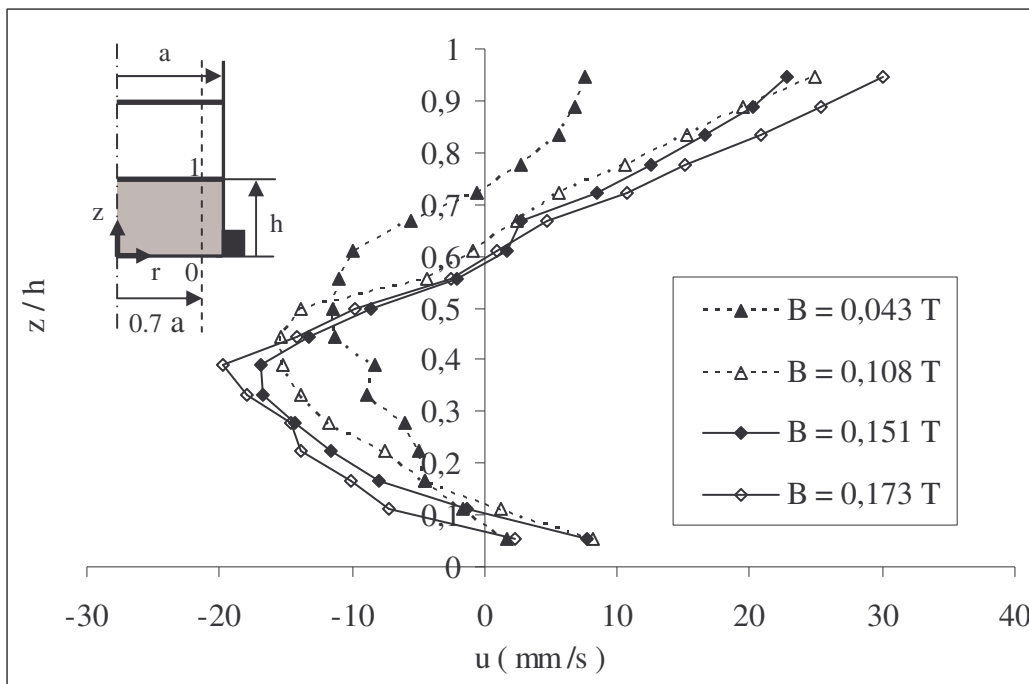 a
1
z
h
r
0
0.7 a
z / h
1
0,9
0,8
0,7
0,6
0,5
0,4
0,3
0,2
0,1
0
B = 0,043 T
B = 0,108 T
B = 0,151 T
B = 0,173 T
-30 -20 -10 0 10 20 30 40
u ( mm/s )